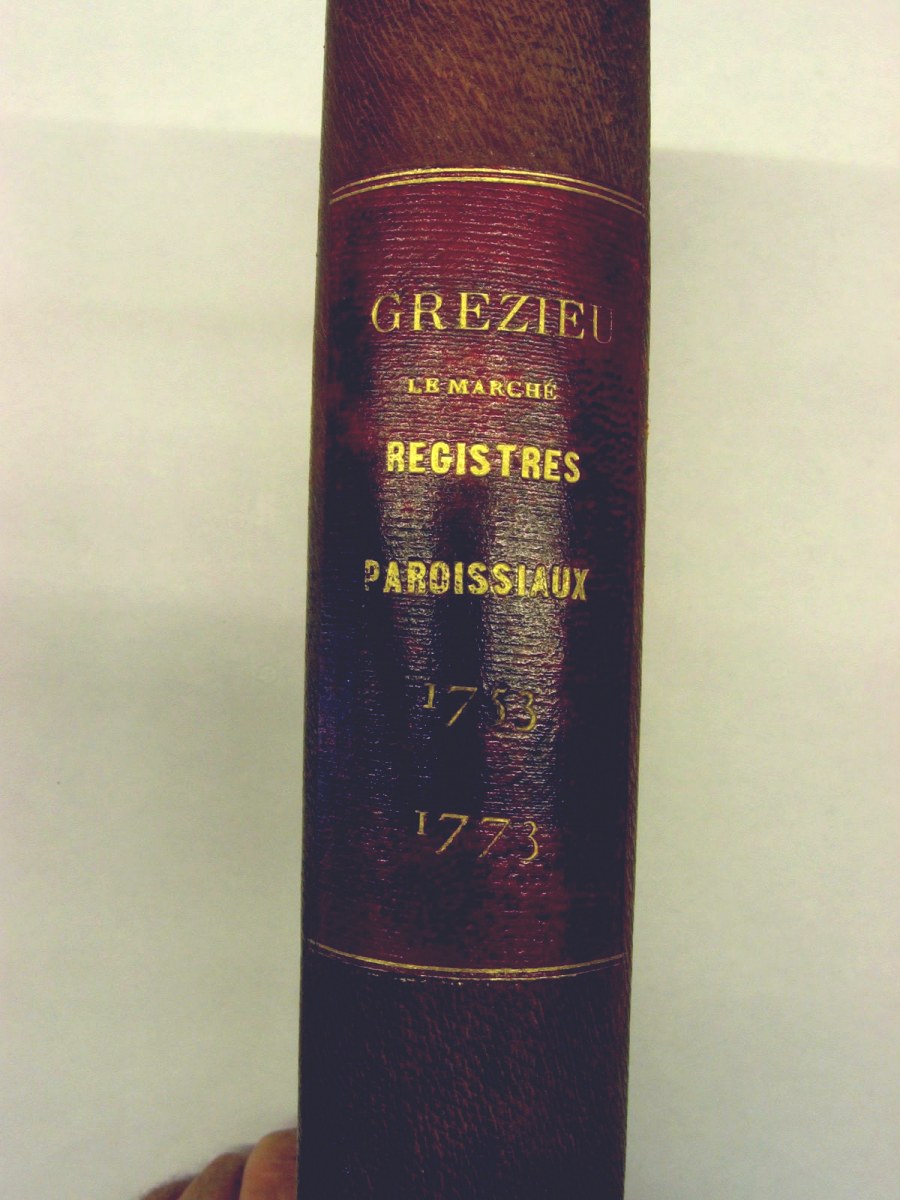 GREZIEU
LE MARCHÉ
REGISTRES
PAROISSIAUX
1753
1773